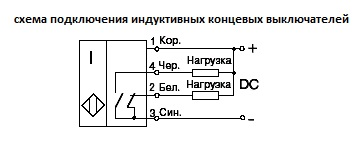 схема подключения индуктивных концевых выключателей
I
1 Кор.
+
4 Чер. Нагрузка
DC
2 Бел. Нагрузка
3 Син.
-